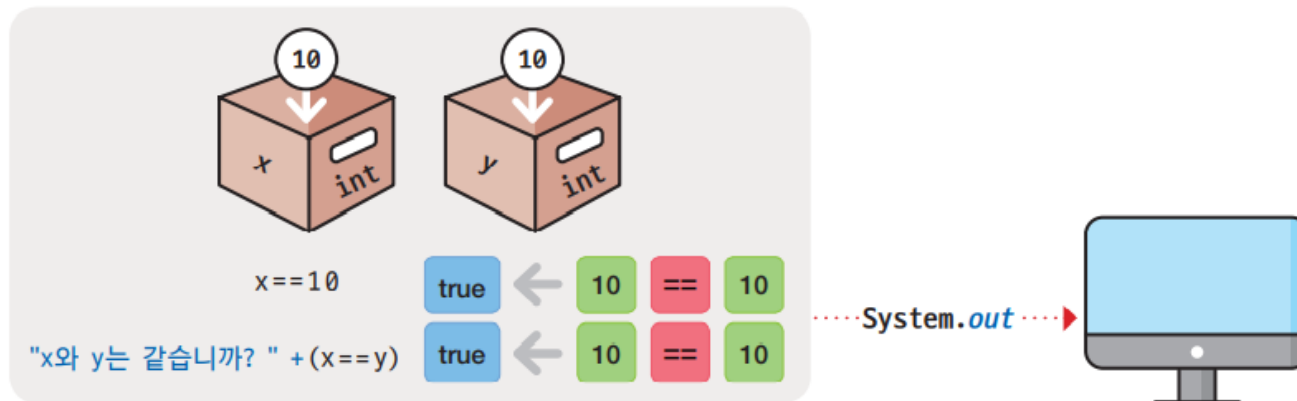 10 10
x int y int
x==10 true 10 == 10
System.out
"x와 y는 같습니까? " +(x==y) true 10 == 10